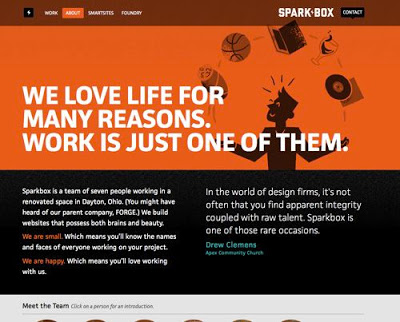 WORK ABOUT SMARTSITES FOUNDRY SPARK BOX CONTACT
WE LOVE LIFE FOR
MANY REASONS.
WORK IS JUST ONE OF THEM.
Sparkbox is a team of seven people working in a
renovated space in Dayton, Ohio. (You might have
heard of our parent company, FORGE.) We build
websites that possess both brains and beauty.
We are small. Which means you'll know the names
and faces of everyone working on your project.
We are happy. Which means you'll love working
with us.
In the world of design firms, it's not
often that you find apparent integrity
coupled with raw talent. Sparkbox is
one of those rare occasions.
Drew Clemens
Apex Community Church
Meet the Team Click on a person for an introduction.